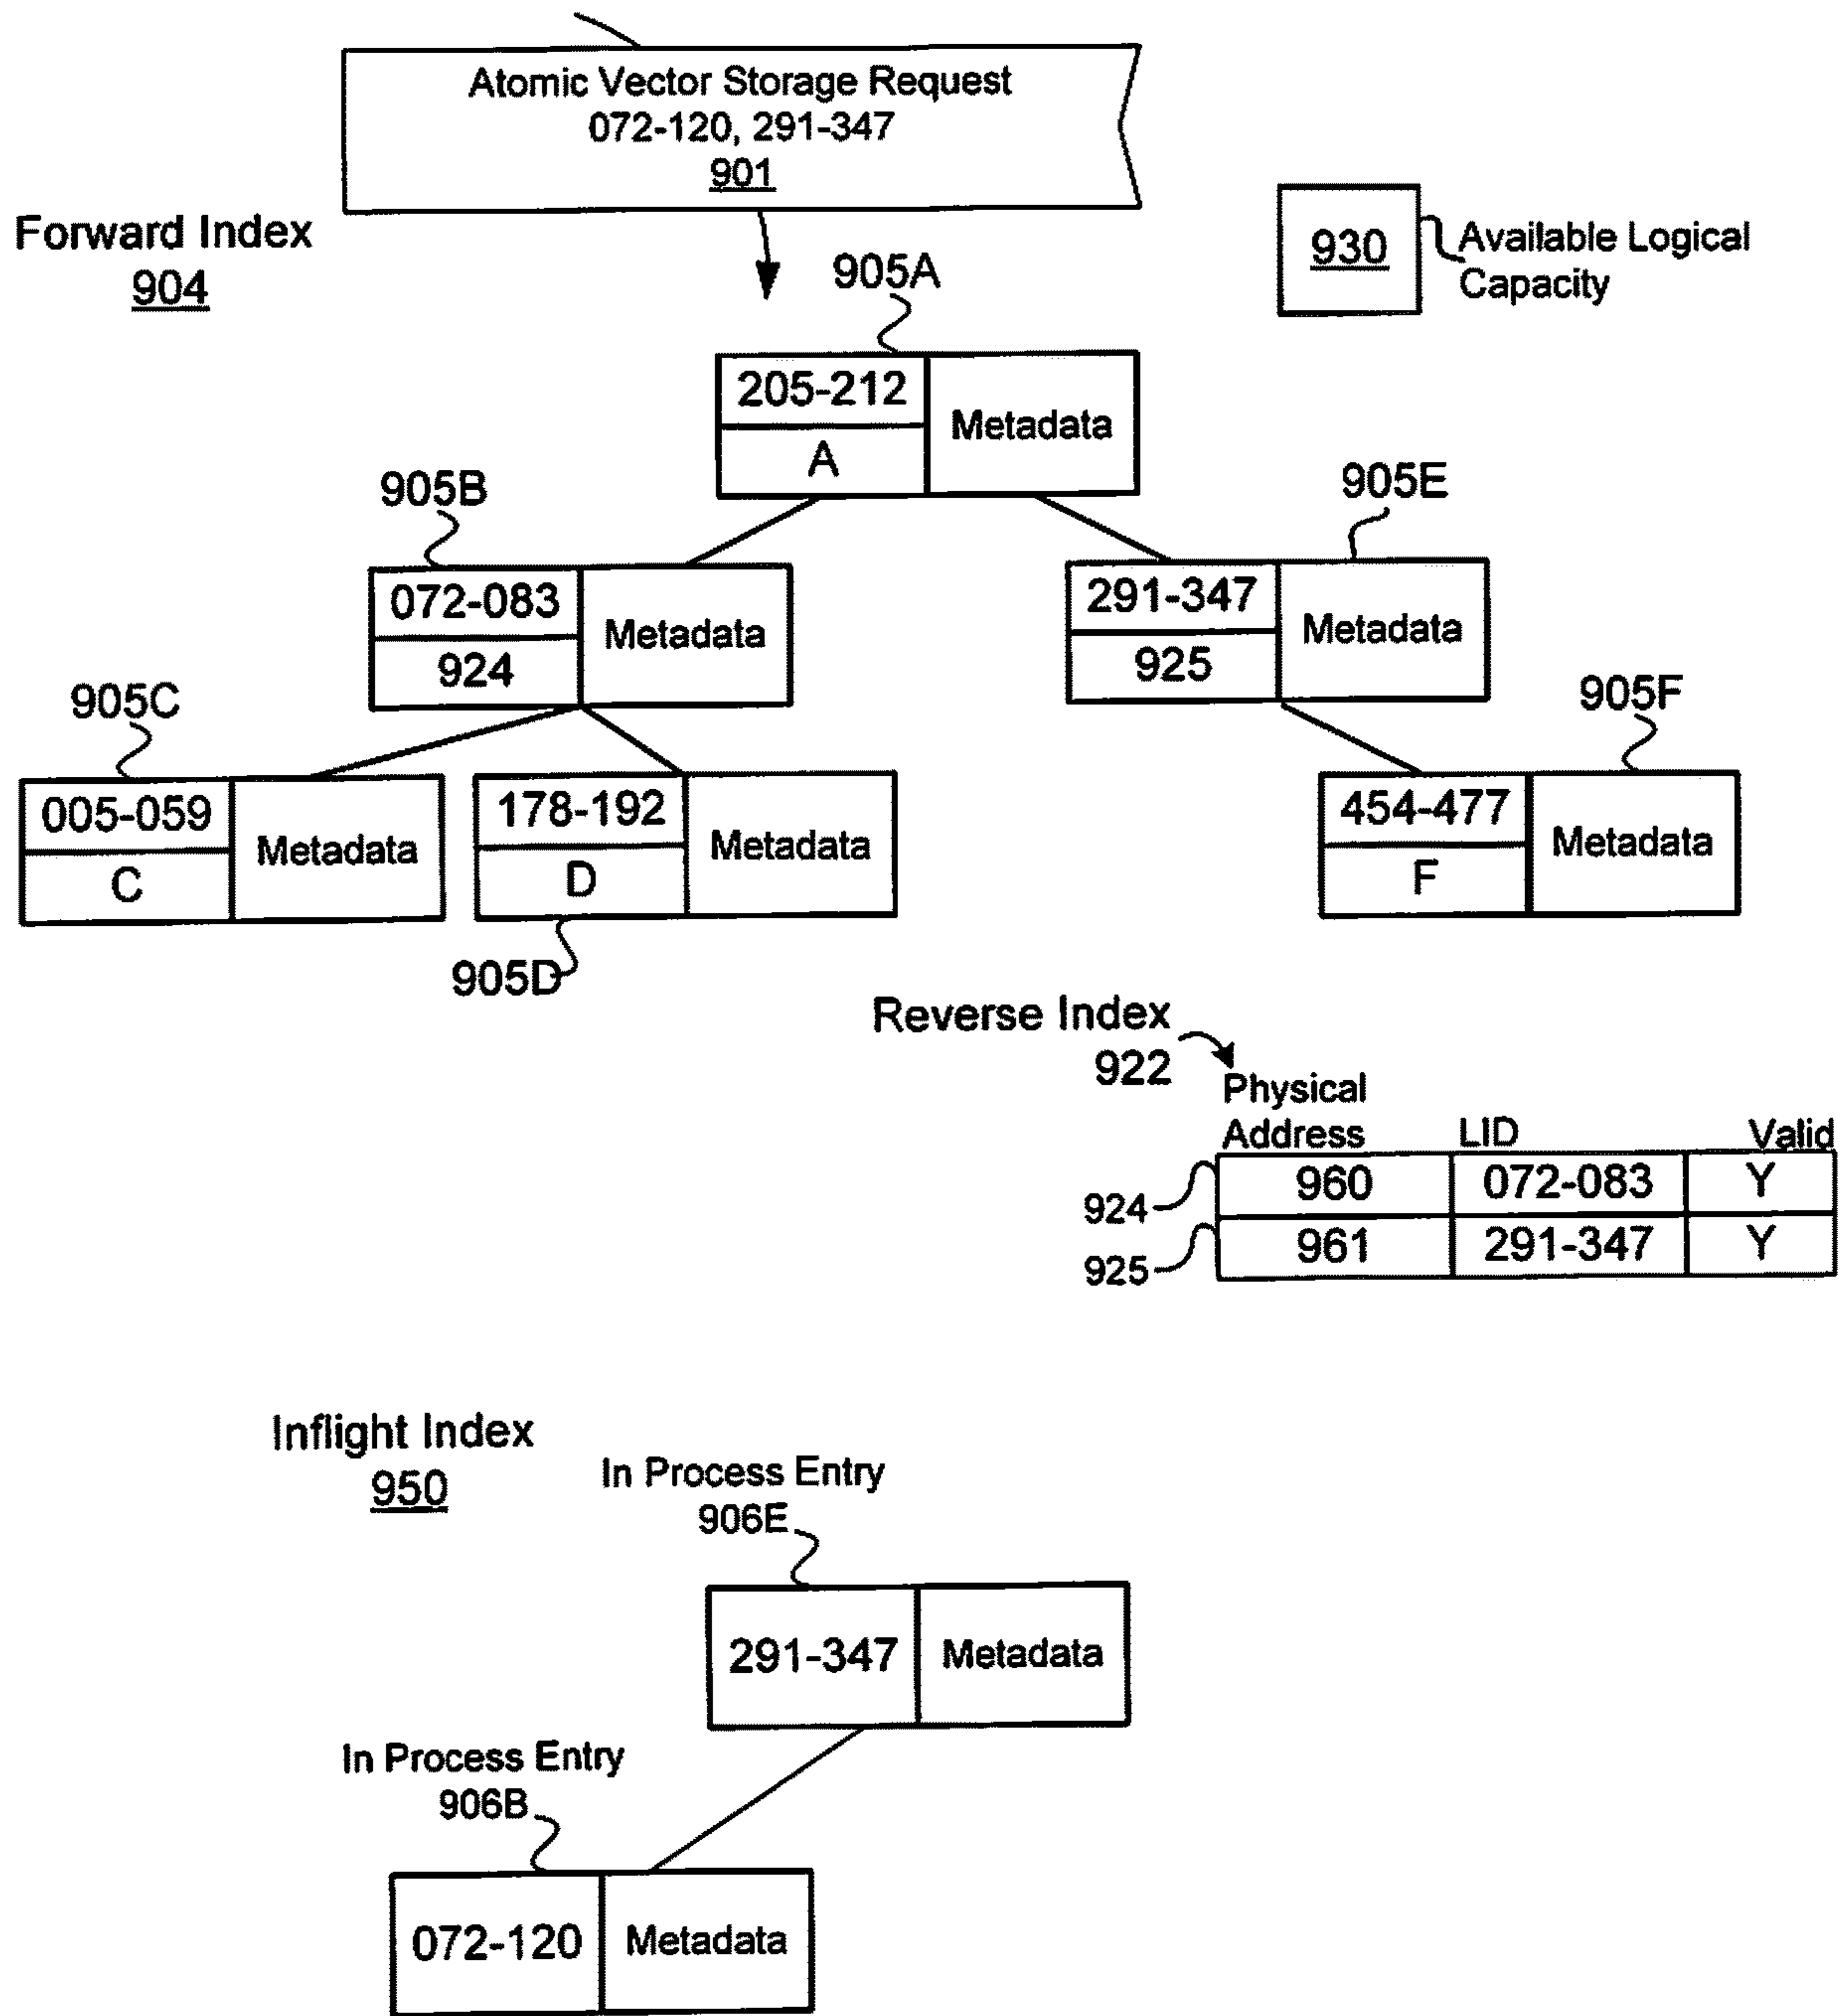 Atomic Vector Storage Request
072-120, 291-347
901
Forward Index
904
930
Available Logical
Capacity
905A
205-212
A
Metadata
905B
072-083
924
Metadata
905E
291-347
925
Metadata
905C
005-059
C
Metadata
178-192
D
Metadata
905D
905F
454-477
F
Metadata
Reverse Index
922
Physical
Address LID Valid
924 960 072-083 Y
925 961 291-347 Y
Inflight Index
950
In Process Entry
906E
291-347 Metadata
In Process Entry
906B
072-120 Metadata